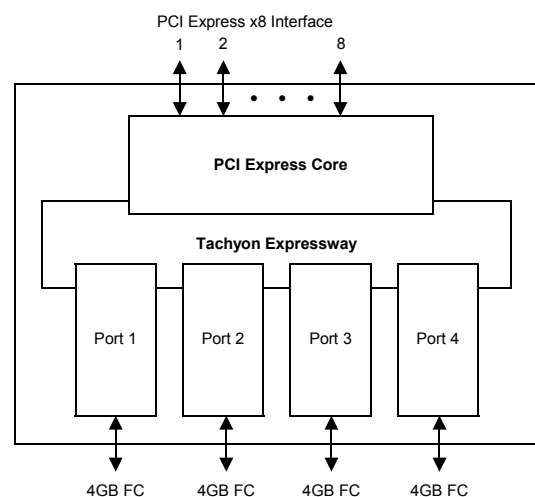 PCI Express x8 Interface
1 2 8
PCI Express Core
Tachyon Expressway
Port 1 Port 2 Port 3 Port 4
4GB FC 4GB FC 4GB FC 4GB FC